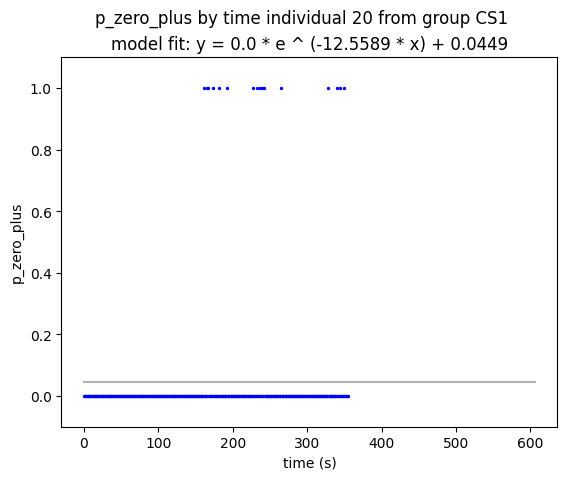 p_zero_plus by time individual 20 from group CS1
model fit: y = 0.0 * e ^ (-12.5589 * x) + 0.0449
1.0
0.8
0.6
0.4
0.2
0.0
p_zero_plus
0 100 200 300 400 500 600
time (s)